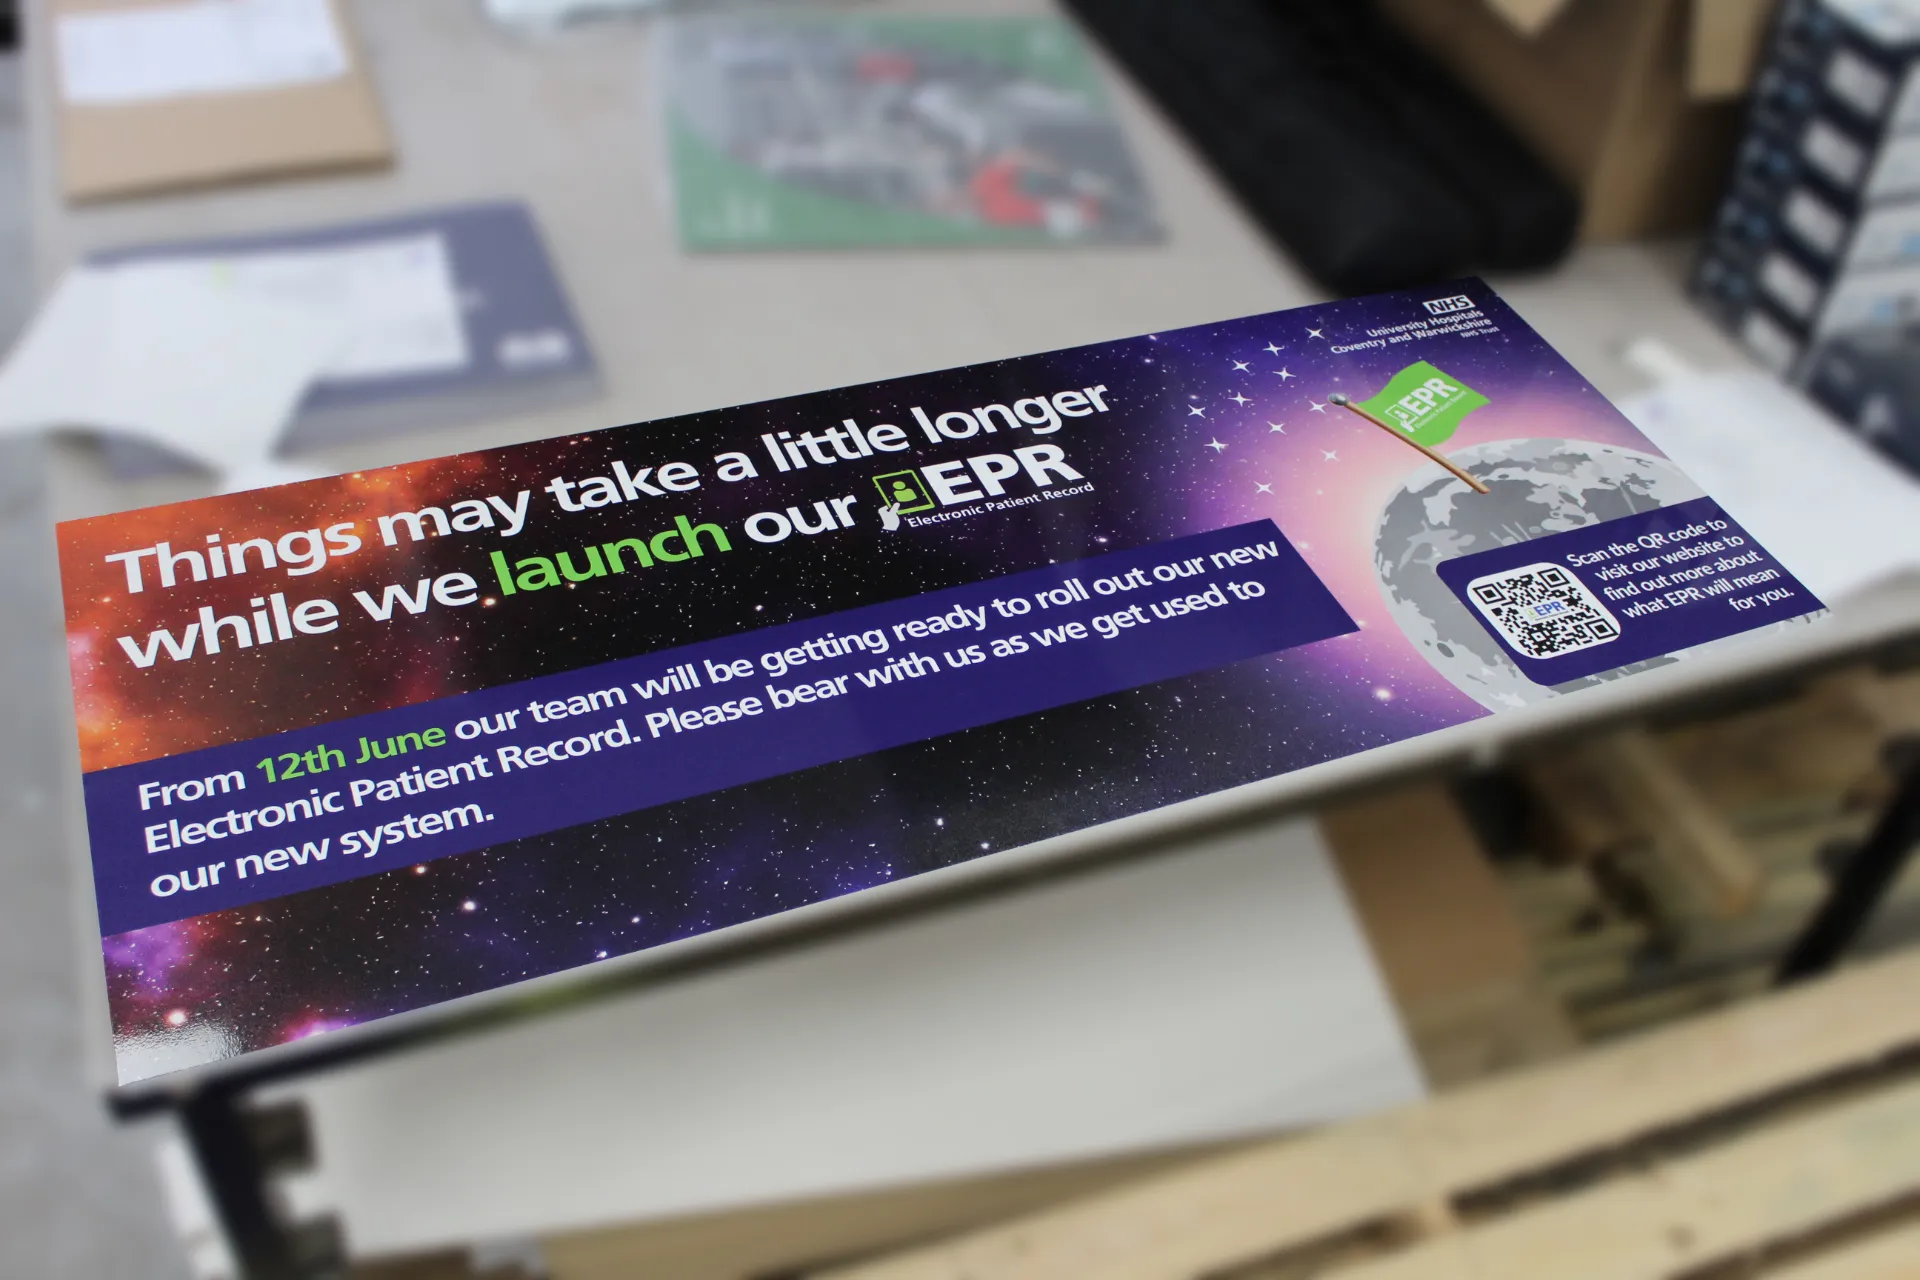 NHS
University Hospitals
Coventry and Warwickshire
NHS Trust
Things may take a little longer
while we launch our EPR
Electronic Patient Record
EPR
Electronic Patient Record
From 12th June our team will be getting ready to roll out our new
Electronic Patient Record. Please bear with us as we get used to
our new system.
Scan the QR code to
visit our website to
find out more about
what EPR will mean
for you.
EPR